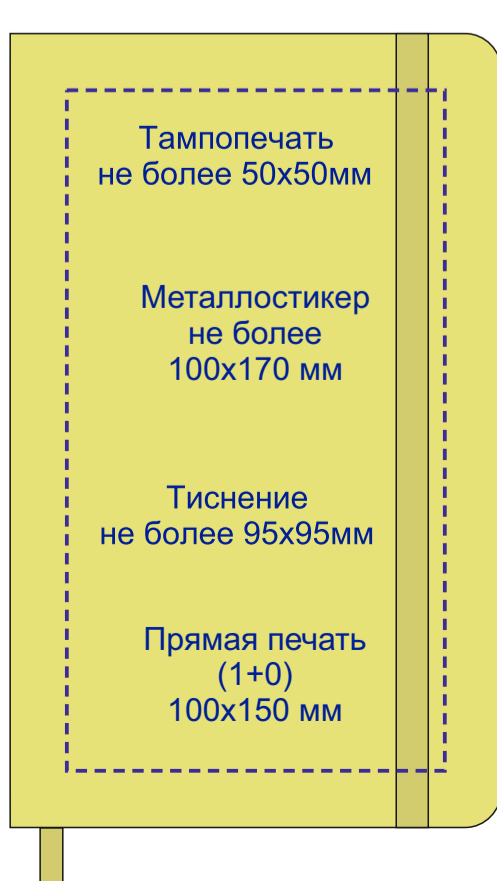 Тампопечать
не более 50х50мм
Металлостикер
не более
100х170 мм
Тиснение
не более 95х95мм
Прямая печать
(1+0)
100х150 мм